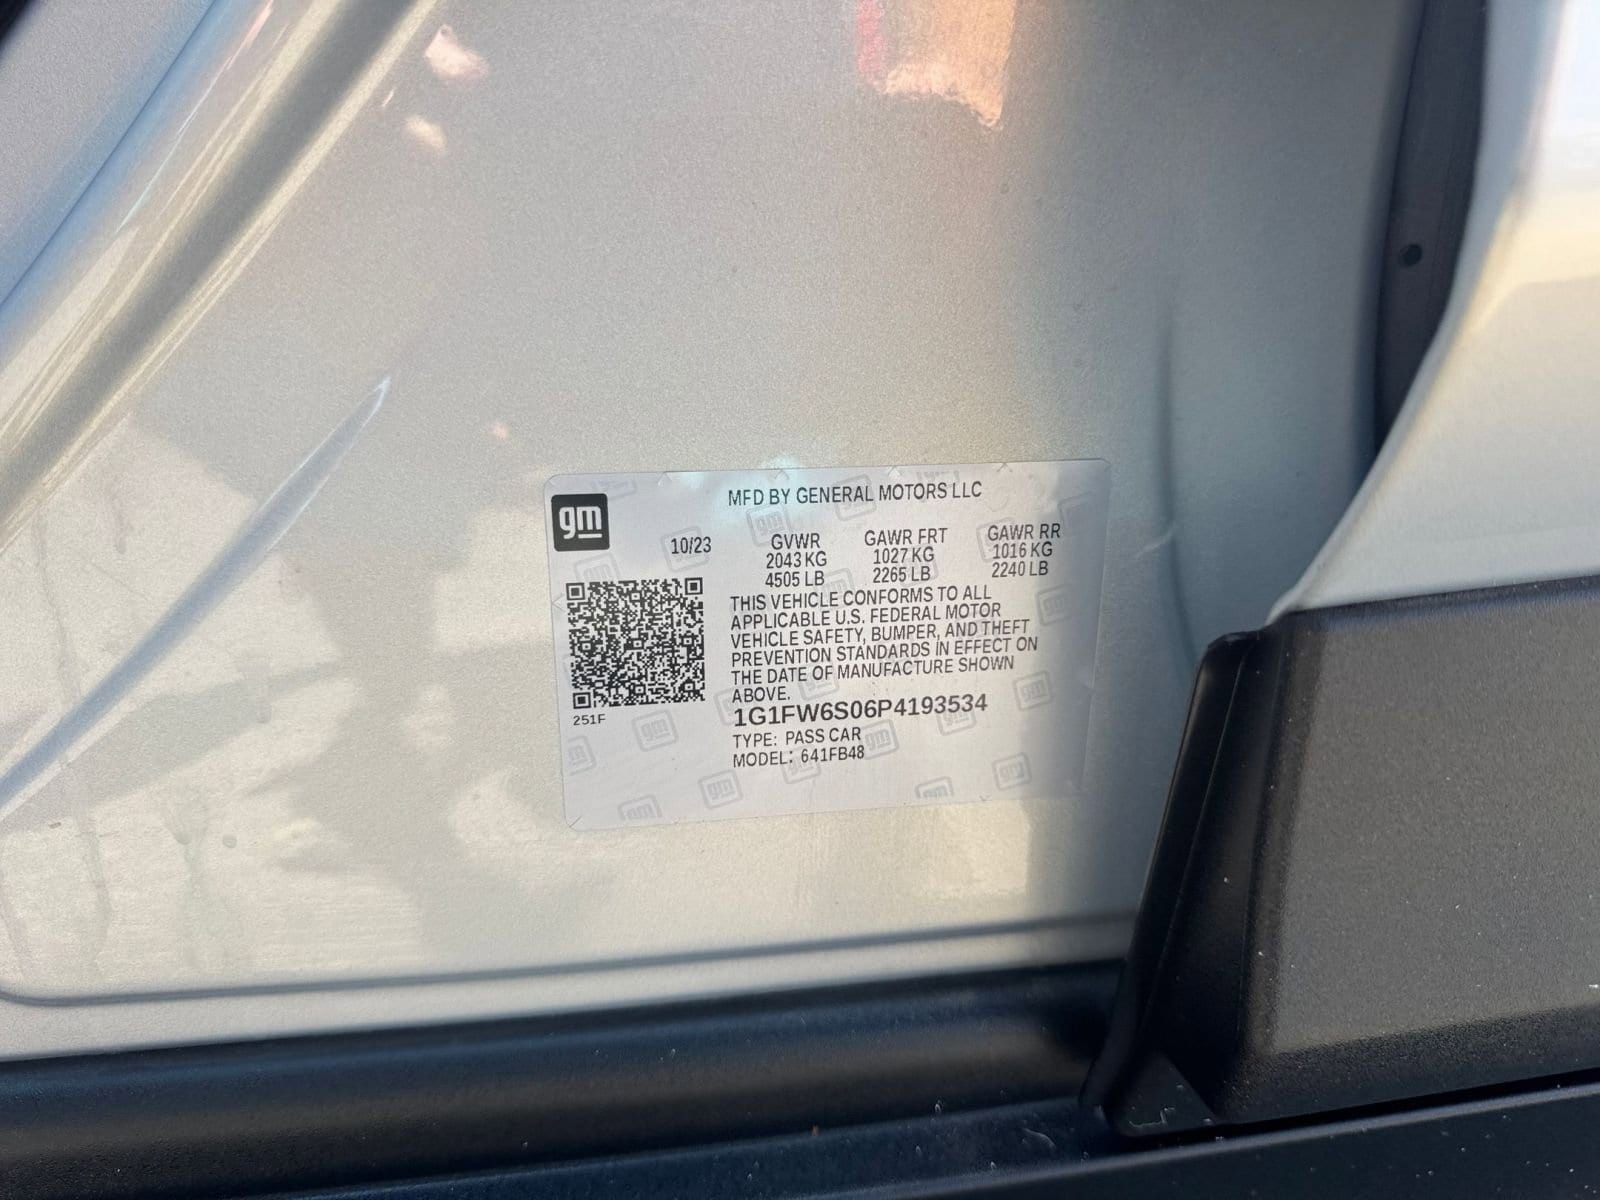 gm
MFD BY GENERAL MOTORS LLC
10/23 GVWR GAWR FRT GAWR RR
2043 KG 1027 KG 1016 KG
4505 LB 2265 LB 2240 LB
THIS VEHICLE CONFORMS TO ALL
APPLICABLE U.S. FEDERAL MOTOR
VEHICLE SAFETY, BUMPER, AND THEFT
PREVENTION STANDARDS IN EFFECT ON
THE DATE OF MANUFACTURE SHOWN
ABOVE.
251F
1G1FW6S06P4193534
TYPE: PASS CAR
MODEL: 641FB48